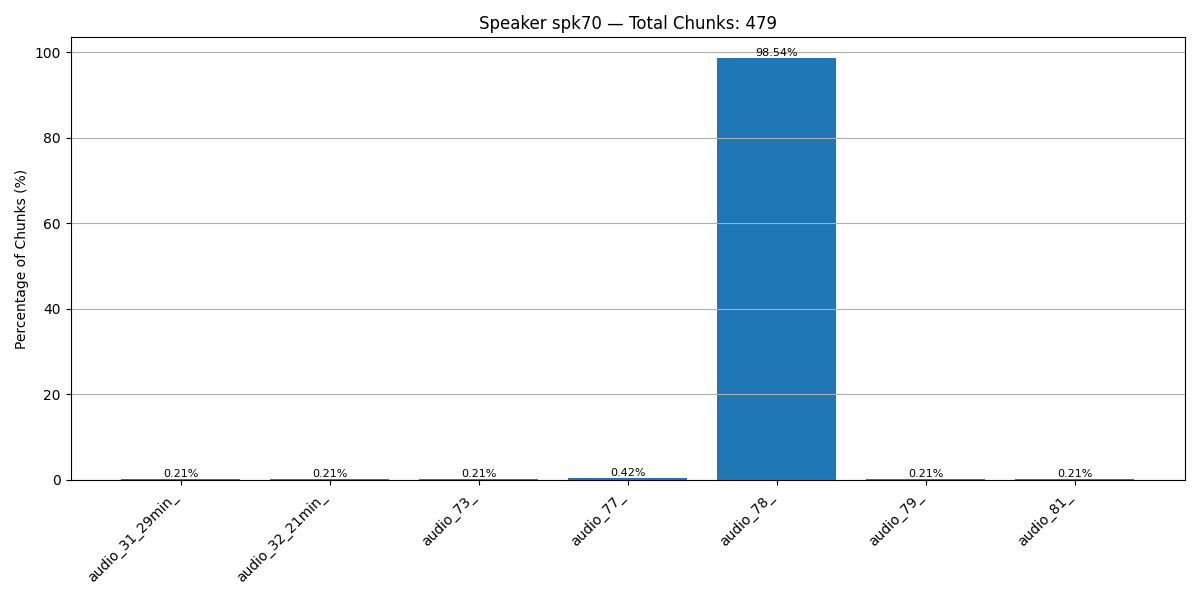 Speaker spk70 — Total Chunks: 479
Percentage of Chunks (%)
100
80
60
40
20
0
0.21%
0.21%
0.21%
0.42%
98.54%
0.21%
0.21%
audio_31_29min_
audio_32_21min_
audio_73_
audio_77_
audio_78_
audio_79_
audio_81_